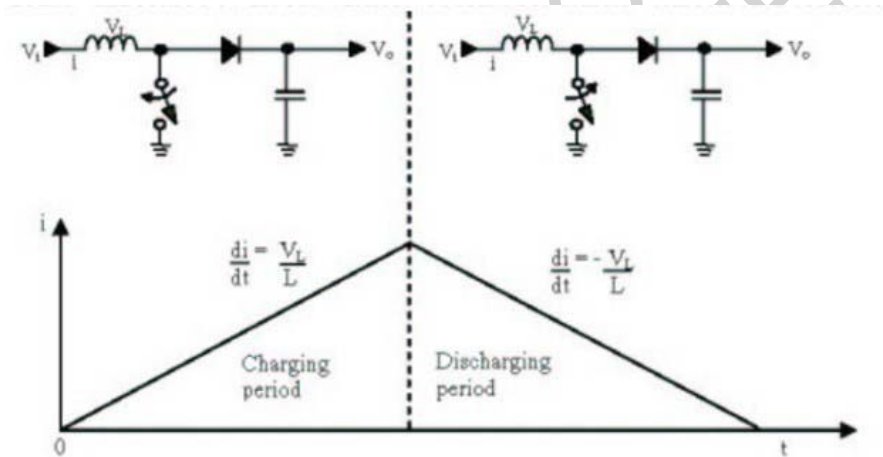 V_L V_L
V_i i V_o V_i i V_o
i
di/dt = V_L/L di/dt = - V_L/L
Charging period
Discharging period
0 t